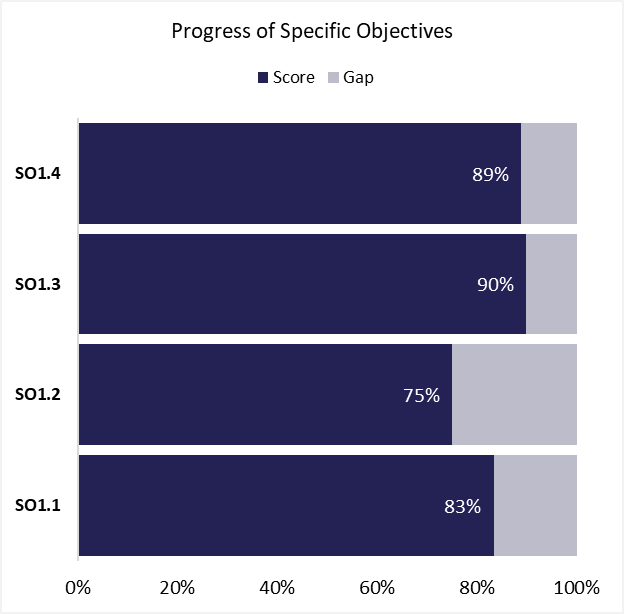 Progress of Specific Objectives
Score Gap
SO1.4 89%
SO1.3 90%
SO1.2 75%
SO1.1 83%
0% 20% 40% 60% 80% 100%